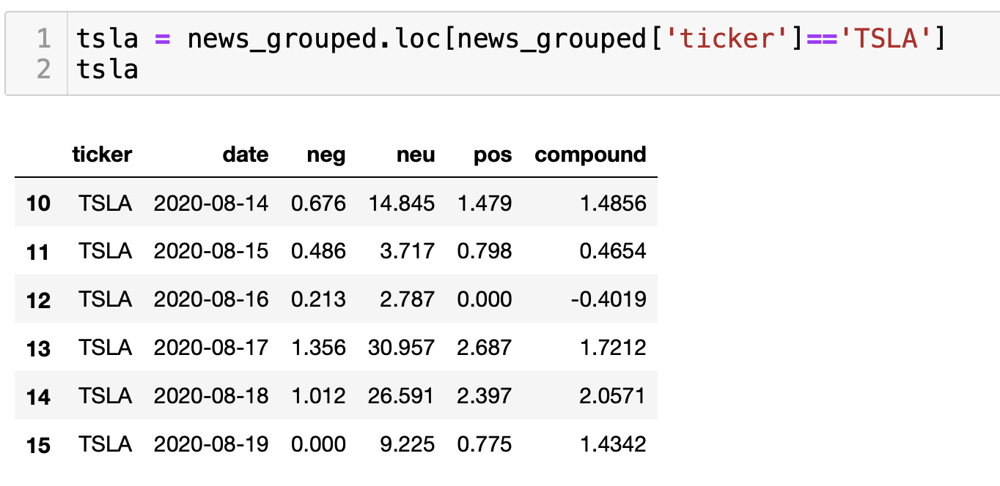 1 tsla = news_grouped.loc[news_grouped['ticker']=='TSLA']
2 tsla
ticker date neg neu pos compound
10 TSLA 2020-08-14 0.676 14.845 1.479 1.4856
11 TSLA 2020-08-15 0.486 3.717 0.798 0.4654
12 TSLA 2020-08-16 0.213 2.787 0.000 -0.4019
13 TSLA 2020-08-17 1.356 30.957 2.687 1.7212
14 TSLA 2020-08-18 1.012 26.591 2.397 2.0571
15 TSLA 2020-08-19 0.000 9.225 0.775 1.4342